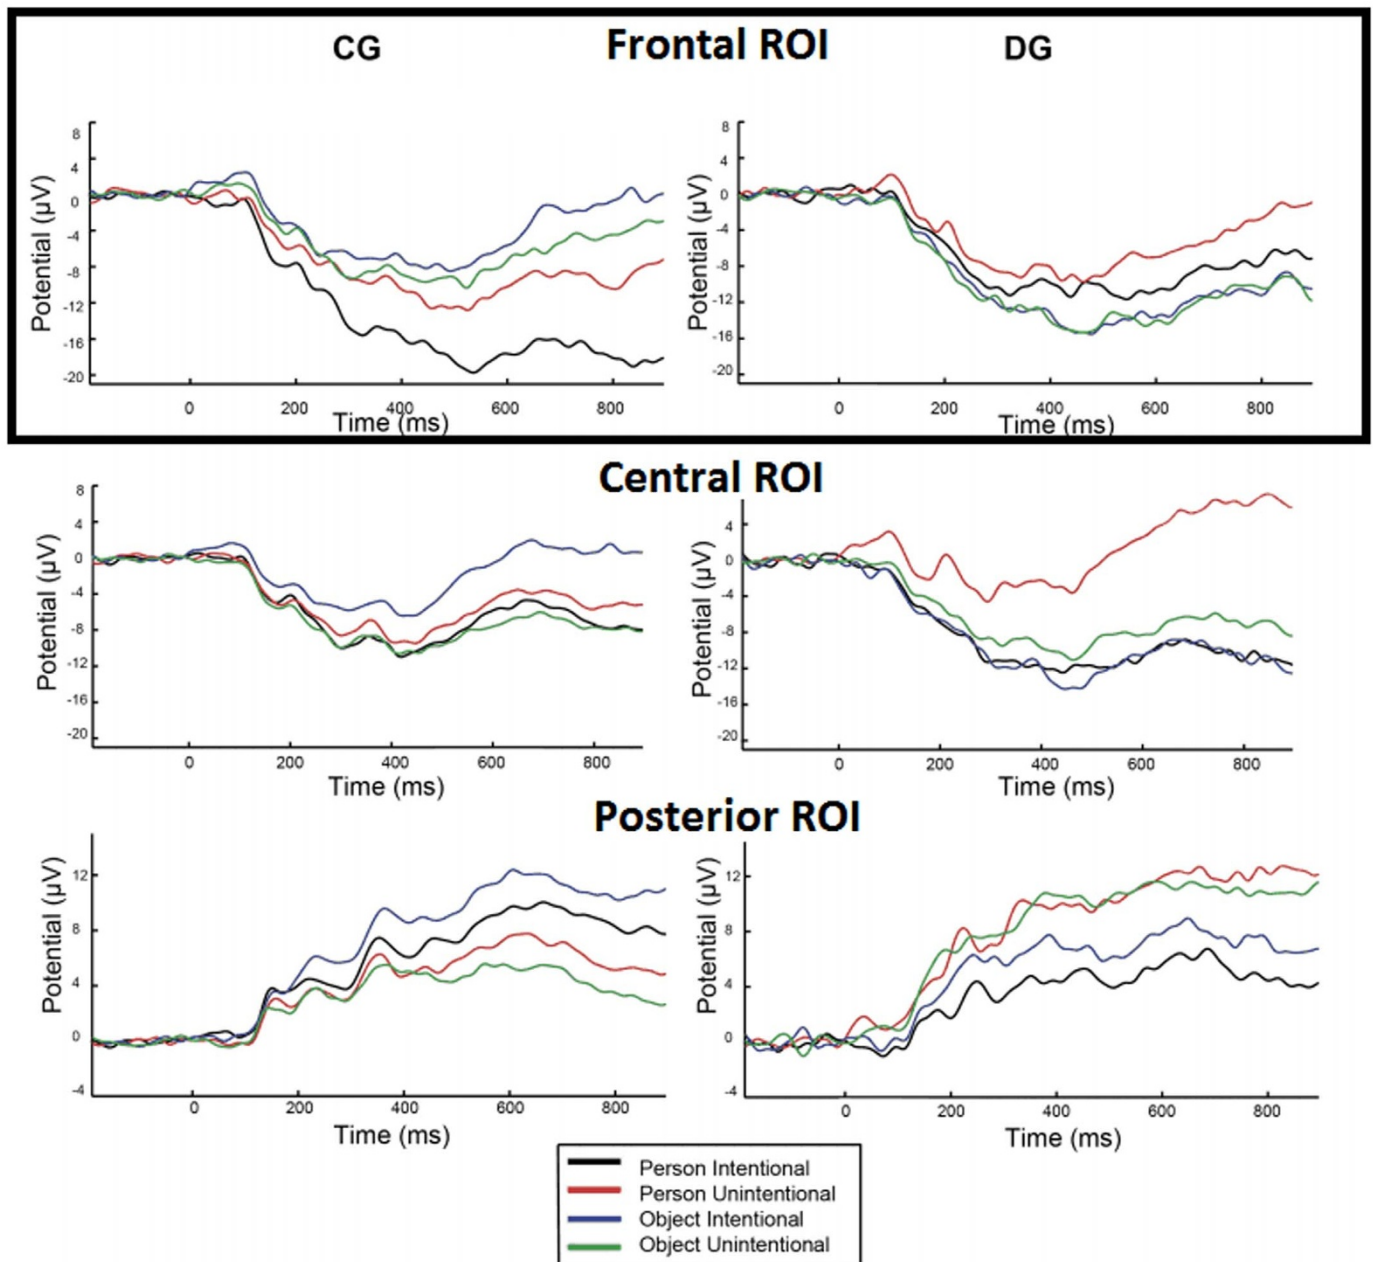 CG Frontal ROI DG
8 8
4 4
0 0
-4 -4
-8 -8
-12 -12
-16 -16
-20 -20
Potential (µV) Potential (µV)
0 200 400 600 800 0 200 400 600 800
Time (ms) Time (ms)
Central ROI
8
4 4
0 0
-4 -4
-8 -8
-12 -12
-16 -16
-20 -20
Potential (µV) Potential (µV)
0 200 400 600 800 0 200 400 600 800
Time (ms) Time (ms)
Posterior ROI
12 12
8 8
4 4
0 0
-4 -4
Potential (µV) Potential (µV)
0 200 400 600 800 0 200 400 600 800
Time (ms) Time (ms)
Person Intentional
Person Unintentional
Object Intentional
Object Unintentional